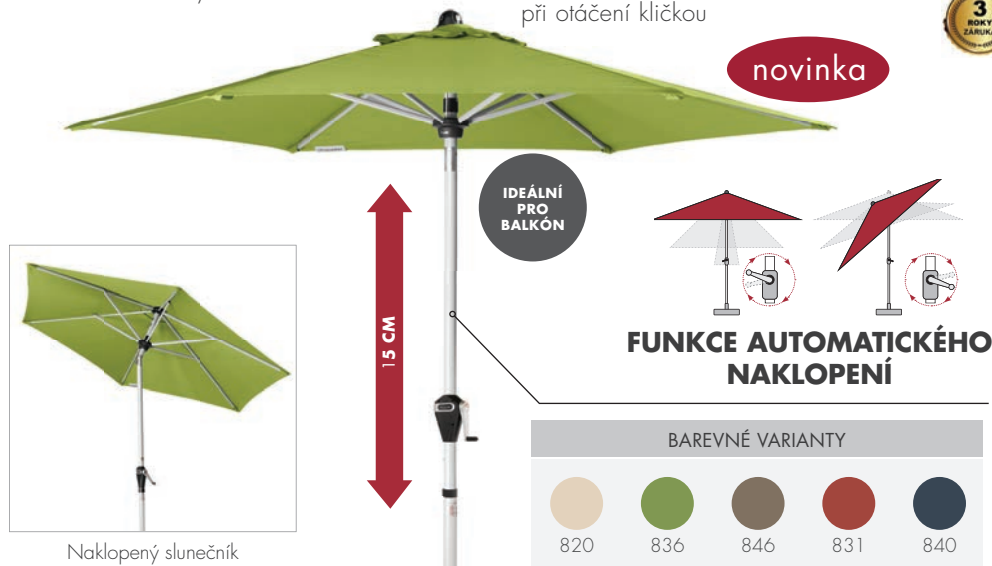 při otáčení kličkou
3
ROKY
ZÁRUKA
novinka
IDEÁLNÍ
PRO
BALKÓN
15 CM
FUNKCE AUTOMATICKÉHO
NAKLOPENÍ
BAREVNÉ VARIANTY
820 836 846 831 840
Naklopený slunečník